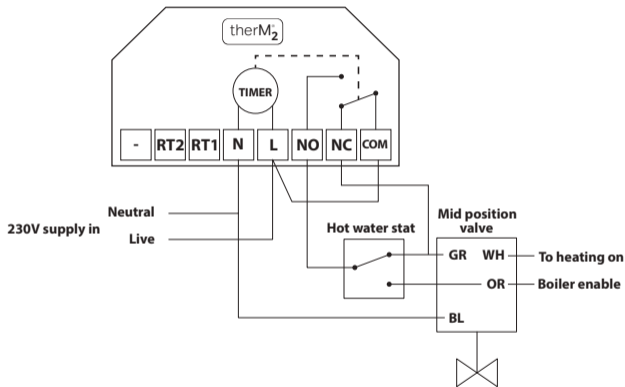 therM2
TIMER
- RT2 RT1 N L NO NC COM
230V supply in
Neutral
Live
Hot water stat
Mid position
valve
GR WH
To heating on
OR
Boiler enable
BL